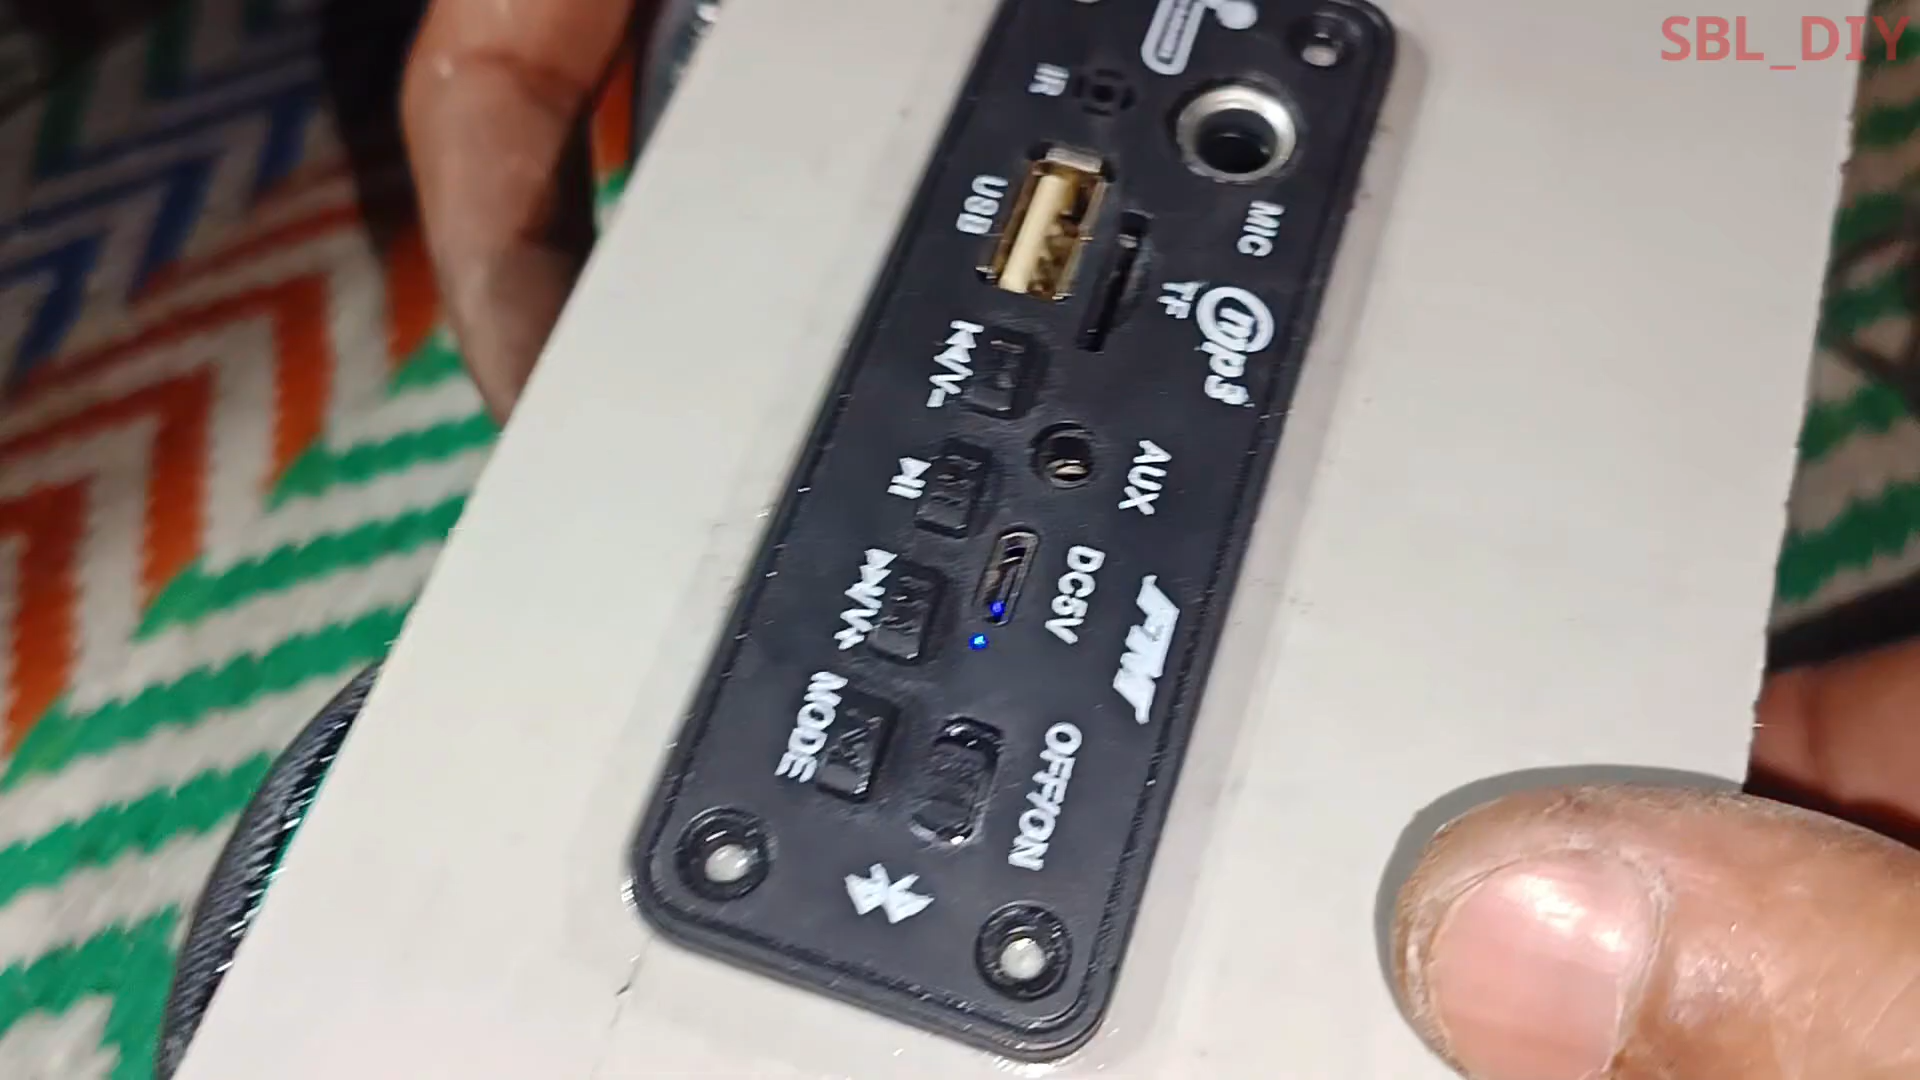 SBL_DIY
IR
USB
MIC
TF
mp3
V-
AUX
V+
DC5V
FM
MODE
OFF/ON